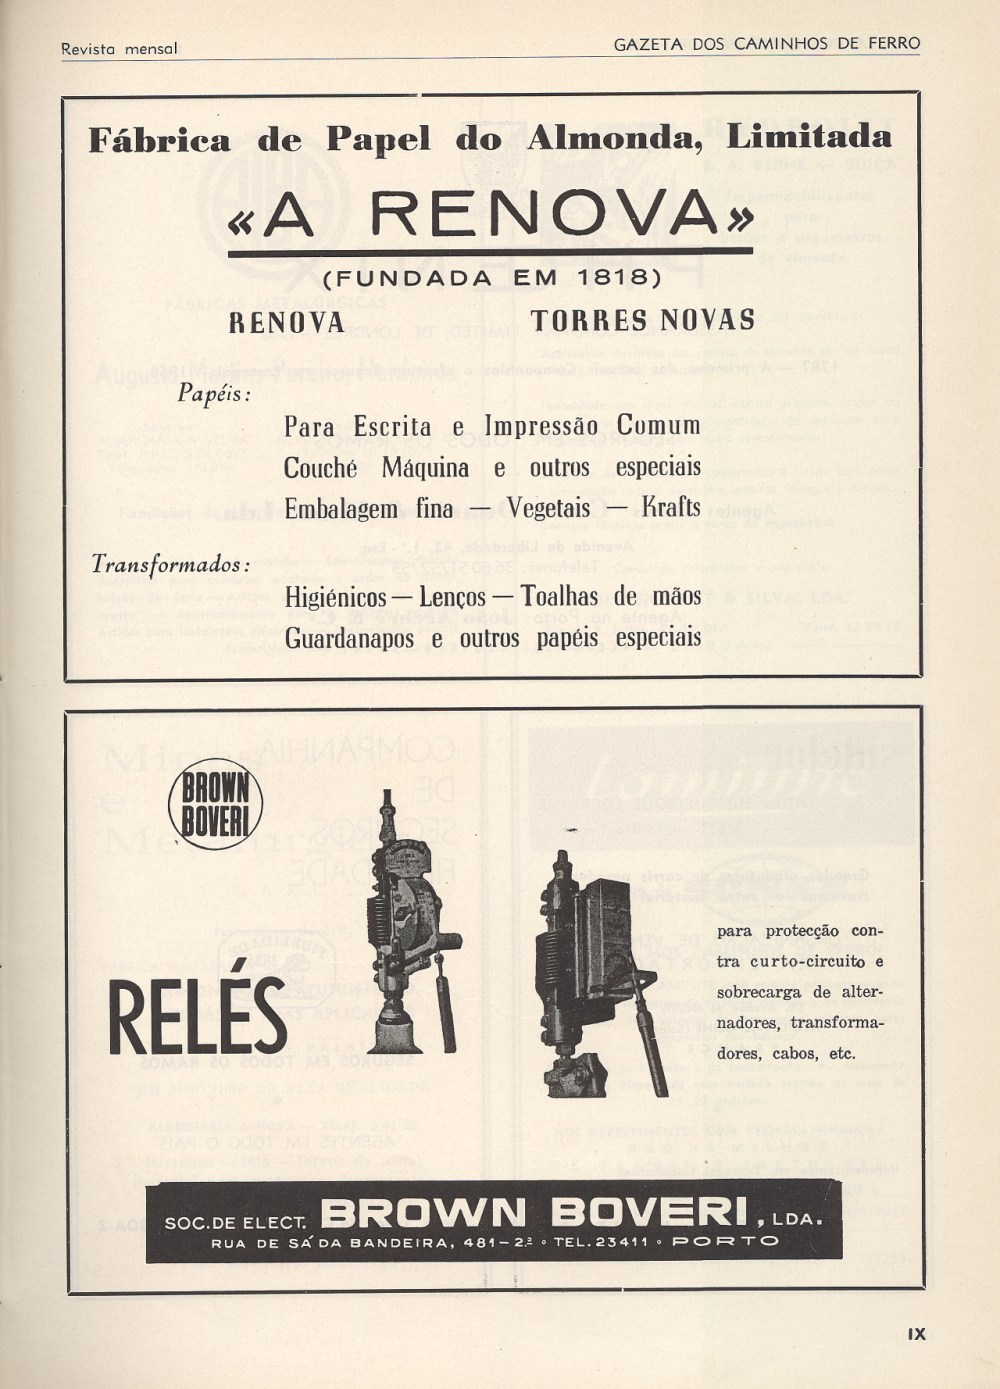 Revista mensal
GAZETA DOS CAMINHOS DE FERRO
Fábrica de Papel do Almonda, Limitada
«A RENOVA»
(FUNDADA EM 1818)
RENOVA TORRES NOVAS
Papéis:
Para Escrita e Impressão Comum
Couché Máquina e outros especiais
Embalagem fina — Vegetais — Krafts
Transformados:
Higiénicos — Lenços — Toalhas de mãos
Guardanapos e outros papéis especiais
BROWN
BOVERI
RELÉS
para protecção con-
tra curto-circuito e
sobrecarga de alter-
nadores, transforma-
dores, cabos, etc.
SOC. DE ELECT. BROWN BOVERI, LDA.
RUA DE SÁ DA BANDEIRA, 481-2.º • TEL. 23411 • PORTO
IX